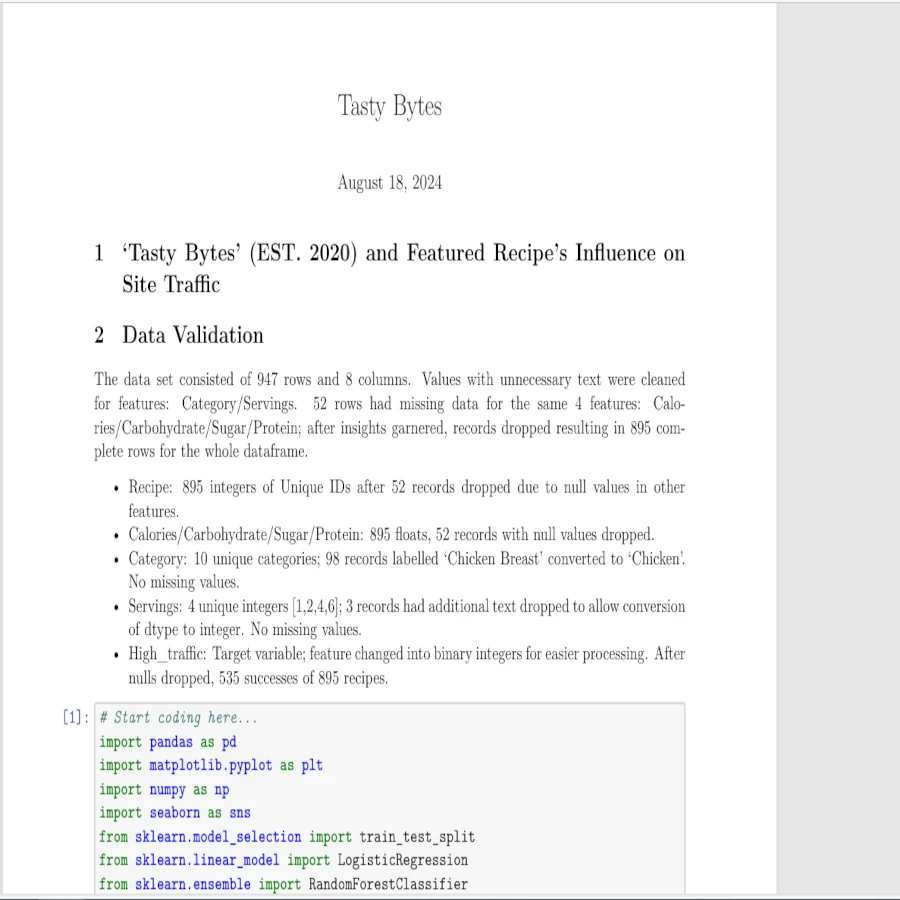 Tasty Bytes
August 18, 2024
1 ‘Tasty Bytes’ (EST. 2020) and Featured Recipe’s Influence on
Site Traffic
2 Data Validation
The data set consisted of 947 rows and 8 columns. Values with unnecessary text were cleaned
for features: Category/Servings. 52 rows had missing data for the same 4 features: Calo-
ries/Carbohydrate/Sugar/Protein; after insights garnered, records dropped resulting in 895 com-
plete rows for the whole dataframe.
• Recipe: 895 integers of Unique IDs after 52 records dropped due to null values in other
features.
• Calories/Carbohydrate/Sugar/Protein: 895 floats, 52 records with null values dropped.
• Category: 10 unique categories; 98 records labelled ‘Chicken Breast’ converted to ‘Chicken’.
No missing values.
• Servings: 4 unique integers [1,2,4,6]; 3 records had additional text dropped to allow conversion
of dtype to integer. No missing values.
• High_traffic: Target variable; feature changed into binary integers for easier processing. After
nulls dropped, 535 successes of 895 recipes.
[1]: # Start coding here...
import pandas as pd
import matplotlib.pyplot as plt
import numpy as np
import seaborn as sns
from sklearn.model_selection import train_test_split
from sklearn.linear_model import LogisticRegression
from sklearn.ensemble import RandomForestClassifier